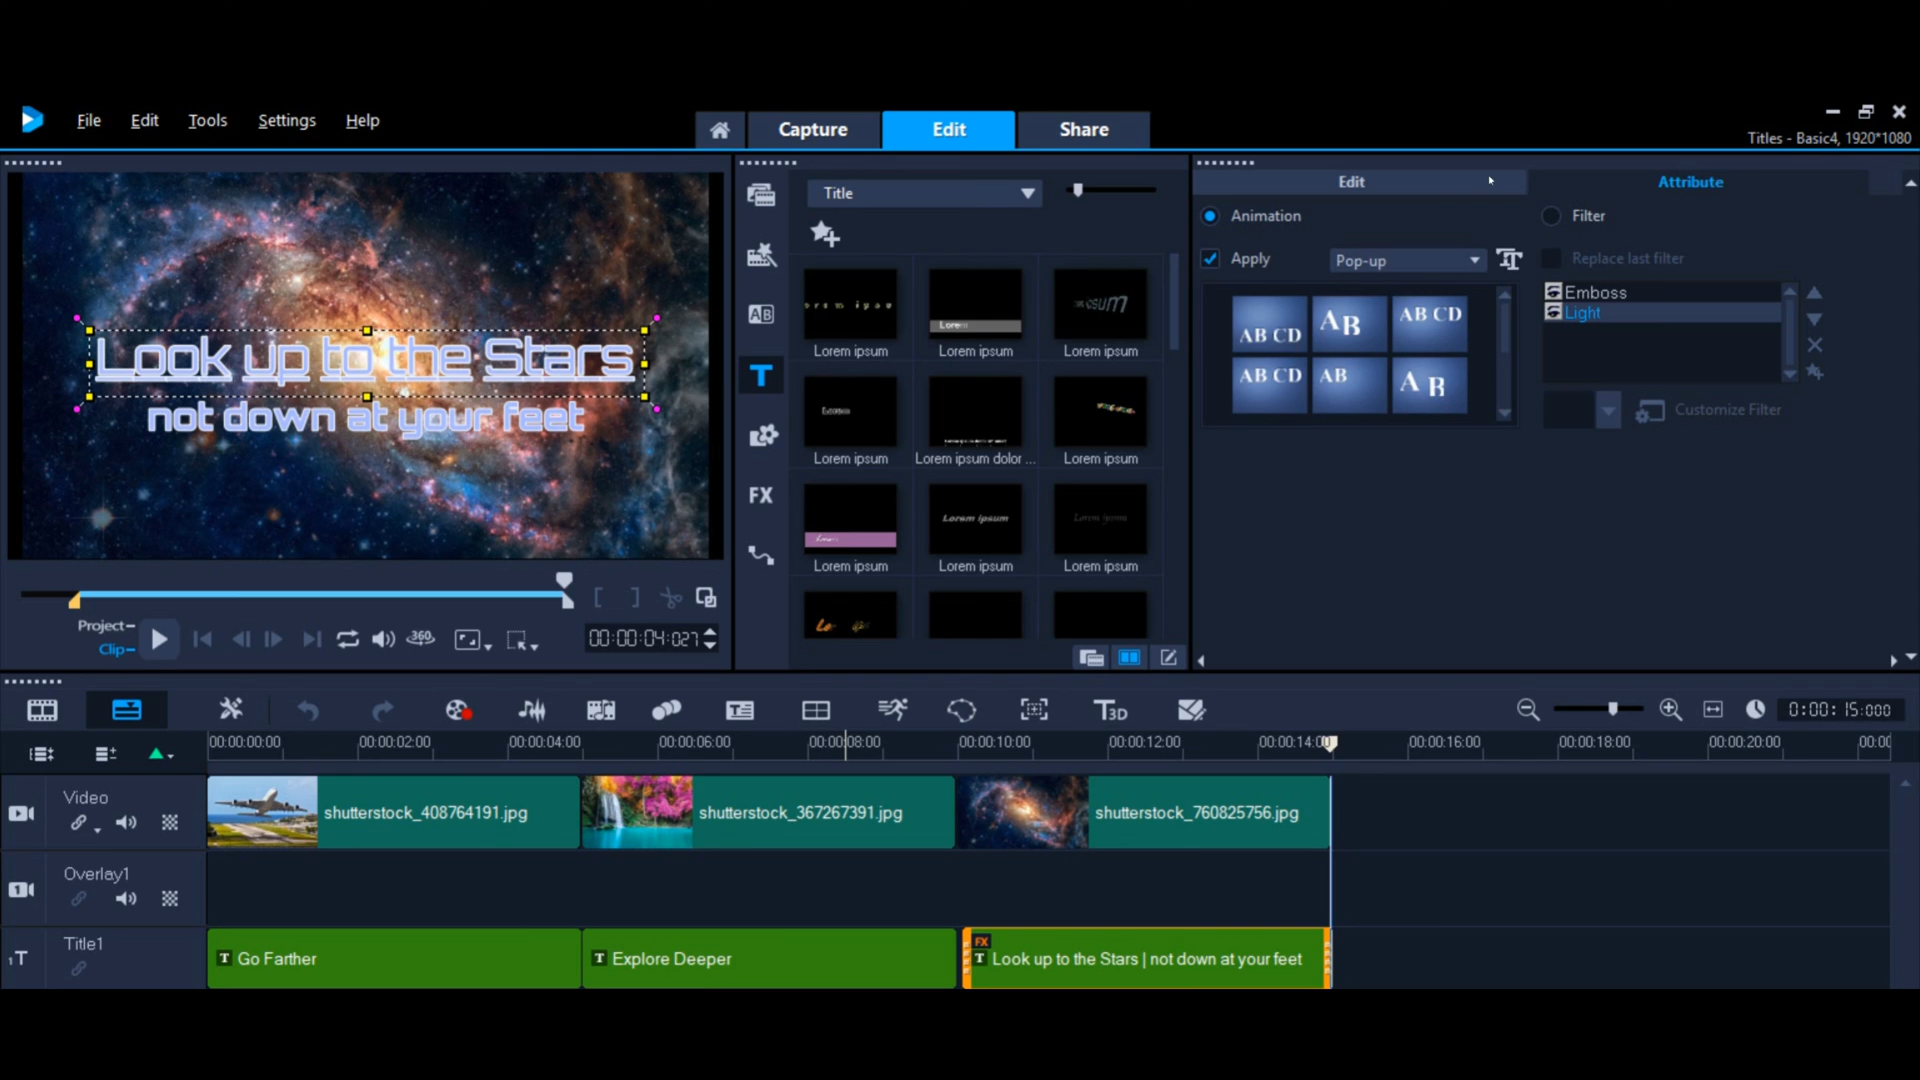 File Edit Tools Settings Help
Capture Edit Share
Titles - Basic4, 1920*1080
Look up to the Stars
not down at your feet
Project
Clip
360
00:00:04:027
Title
AB
T
FX
Lorem ipsum Lorem ipsum Lorem ipsum
Lorem ipsum Lorem ipsum dolor ... Lorem ipsum
Lorem ipsum Lorem ipsum Lorem ipsum
Edit Attribute
Animation Filter
Apply Pop-up Replace last filter
AB CD AB AB CD
AB CD AB A B
Emboss
Light
Customize Filter
T3D
0:00:15:000
00:00:00:00 00:00:02:00 00:00:04:00 00:00:06:00 00:00:08:00 00:00:10:00 00:00:12:00 00:00:14:00 00:00:16:00 00:00:18:00 00:00:20:00
Video
shutterstock_408764191.jpg shutterstock_367267391.jpg shutterstock_760825756.jpg
Overlay1
1
Title1
1T
T Go Farther T Explore Deeper FX T Look up to the Stars | not down at your feet